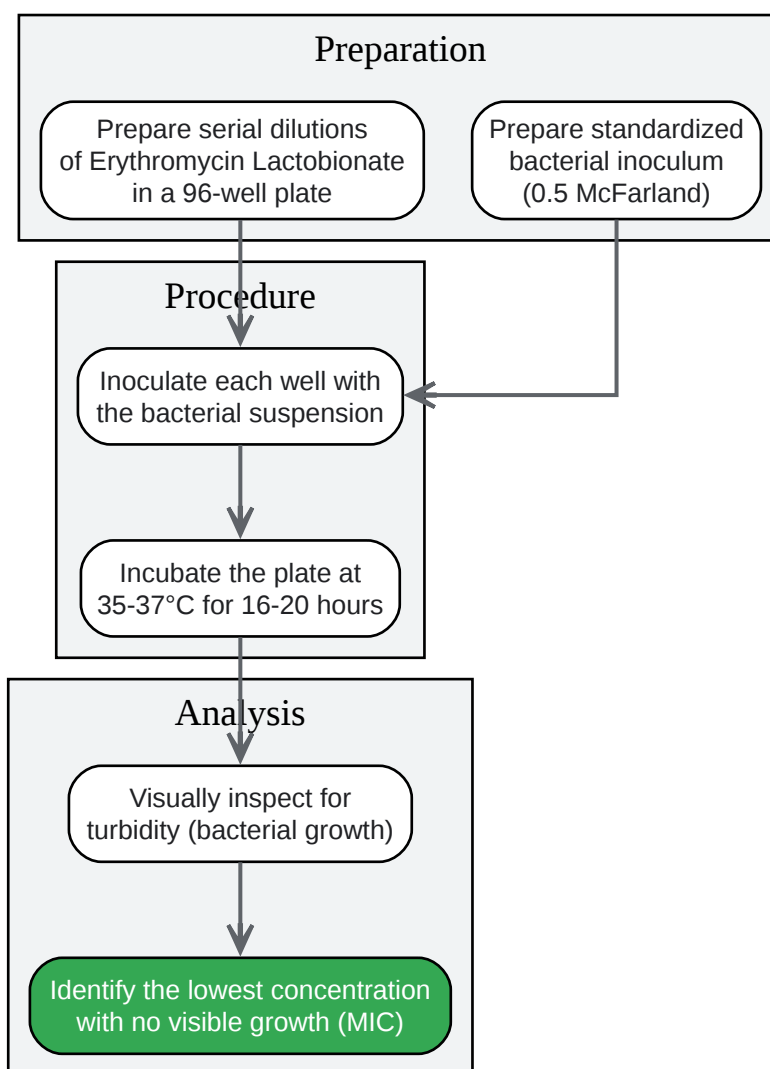 Preparation
Prepare serial dilutions
of Erythromycin Lactobionate
in a 96-well plate
Prepare standardized
bacterial inoculum
(0.5 McFarland)
Procedure
Inoculate each well with
the bacterial suspension
Incubate the plate at
35-37°C for 16-20 hours
Analysis
Visually inspect for
turbidity (bacterial growth)
Identify the lowest concentration
with no visible growth (MIC)